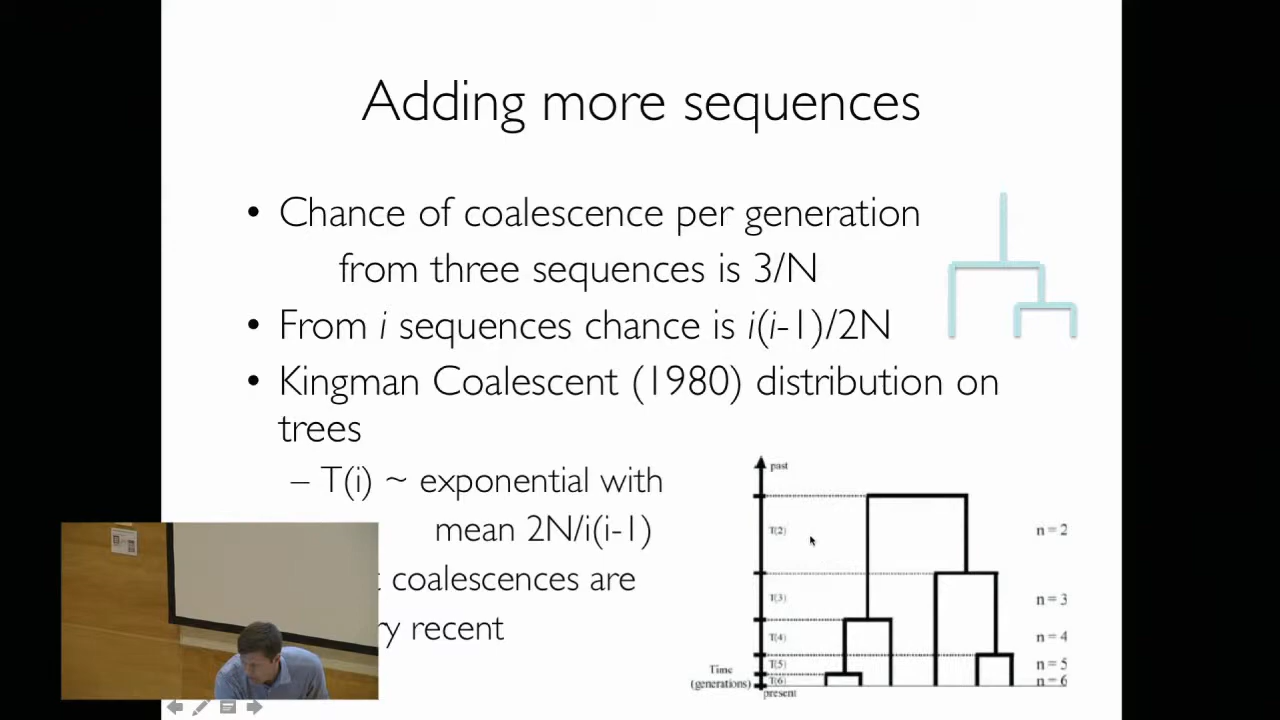 Adding more sequences
• Chance of coalescence per generation
from three sequences is 3/N
• From i sequences chance is i(i-1)/2N
• Kingman Coalescent (1980) distribution on
trees
– T(i) ~ exponential with
mean 2N/i(i-1)
coalescences are
recent
past
T(2)
n = 2
T(3)
n = 3
T(4)
n = 4
T(5)
n = 5
T(6)
n = 6
Time
(generations)
present